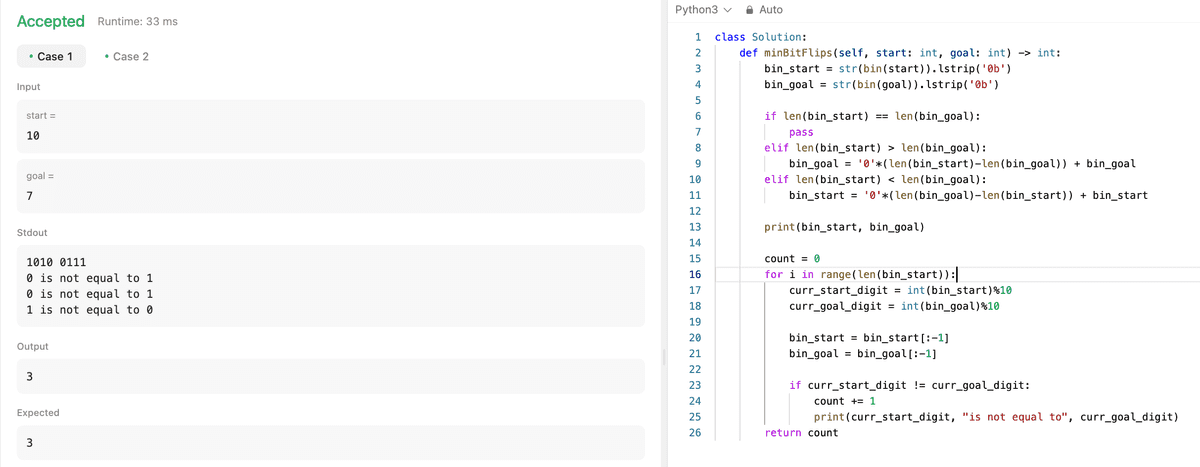 Accepted Runtime: 33 ms
• Case 1 • Case 2
Input
start =
10
goal =
7
Stdout
1010 0111
0 is not equal to 1
0 is not equal to 1
1 is not equal to 0
Output
3
Expected
3
Python3 Auto
1 class Solution:
2     def minBitFlips(self, start: int, goal: int) -> int:
3         bin_start = str(bin(start)).lstrip('0b')
4         bin_goal = str(bin(goal)).lstrip('0b')
5
6         if len(bin_start) == len(bin_goal):
7             pass
8         elif len(bin_start) > len(bin_goal):
9             bin_goal = '0'*(len(bin_start)-len(bin_goal)) + bin_goal
10         elif len(bin_start) < len(bin_goal):
11             bin_start = '0'*(len(bin_goal)-len(bin_start)) + bin_start
12
13         print(bin_start, bin_goal)
14
15         count = 0
16         for i in range(len(bin_start)):
17             curr_start_digit = int(bin_start)%10
18             curr_goal_digit = int(bin_goal)%10
19
20             bin_start = bin_start[:-1]
21             bin_goal = bin_goal[:-1]
22
23             if curr_start_digit != curr_goal_digit:
24                 count += 1
25                 print(curr_start_digit, "is not equal to", curr_goal_digit)
26         return count